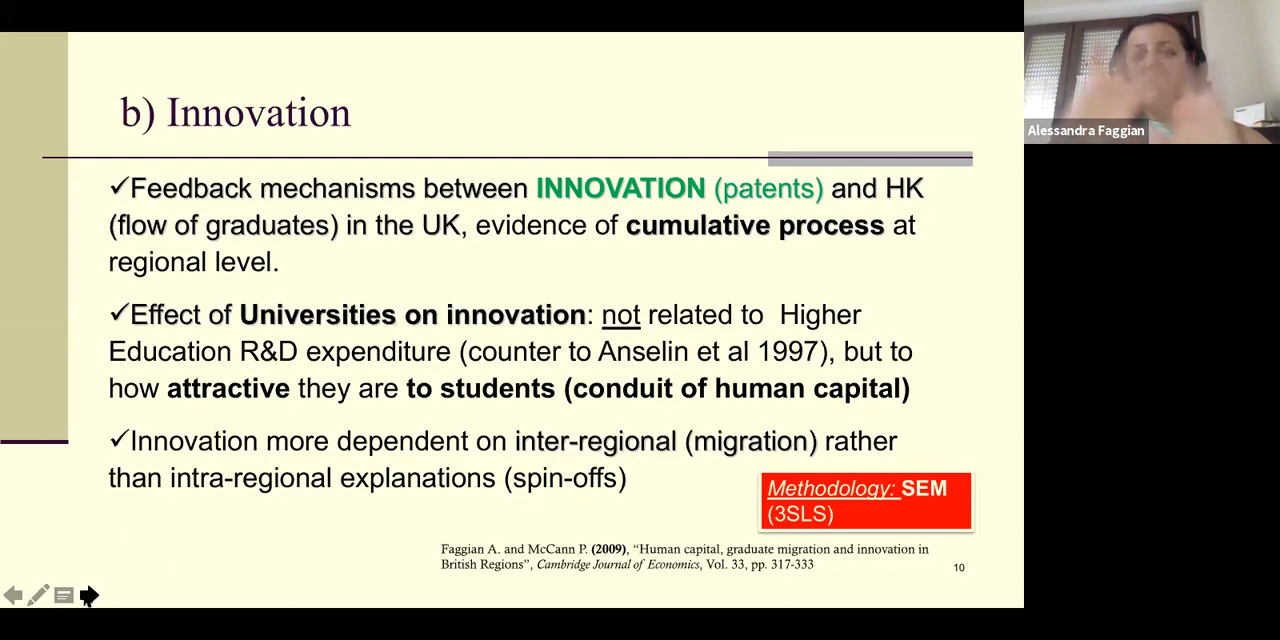 b) Innovation
✓Feedback mechanisms between INNOVATION (patents) and HK
(flow of graduates) in the UK, evidence of cumulative process at
regional level.
✓Effect of Universities on innovation: not related to Higher
Education R&D expenditure (counter to Anselin et al 1997), but to
how attractive they are to students (conduit of human capital)
✓Innovation more dependent on inter-regional (migration) rather
than intra-regional explanations (spin-offs)
Methodology: SEM
(3SLS)
Faggian A. and McCann P. (2009), “Human capital, graduate migration and innovation in
British Regions”, Cambridge Journal of Economics, Vol. 33, pp. 317-333
10
Alessandra Faggian